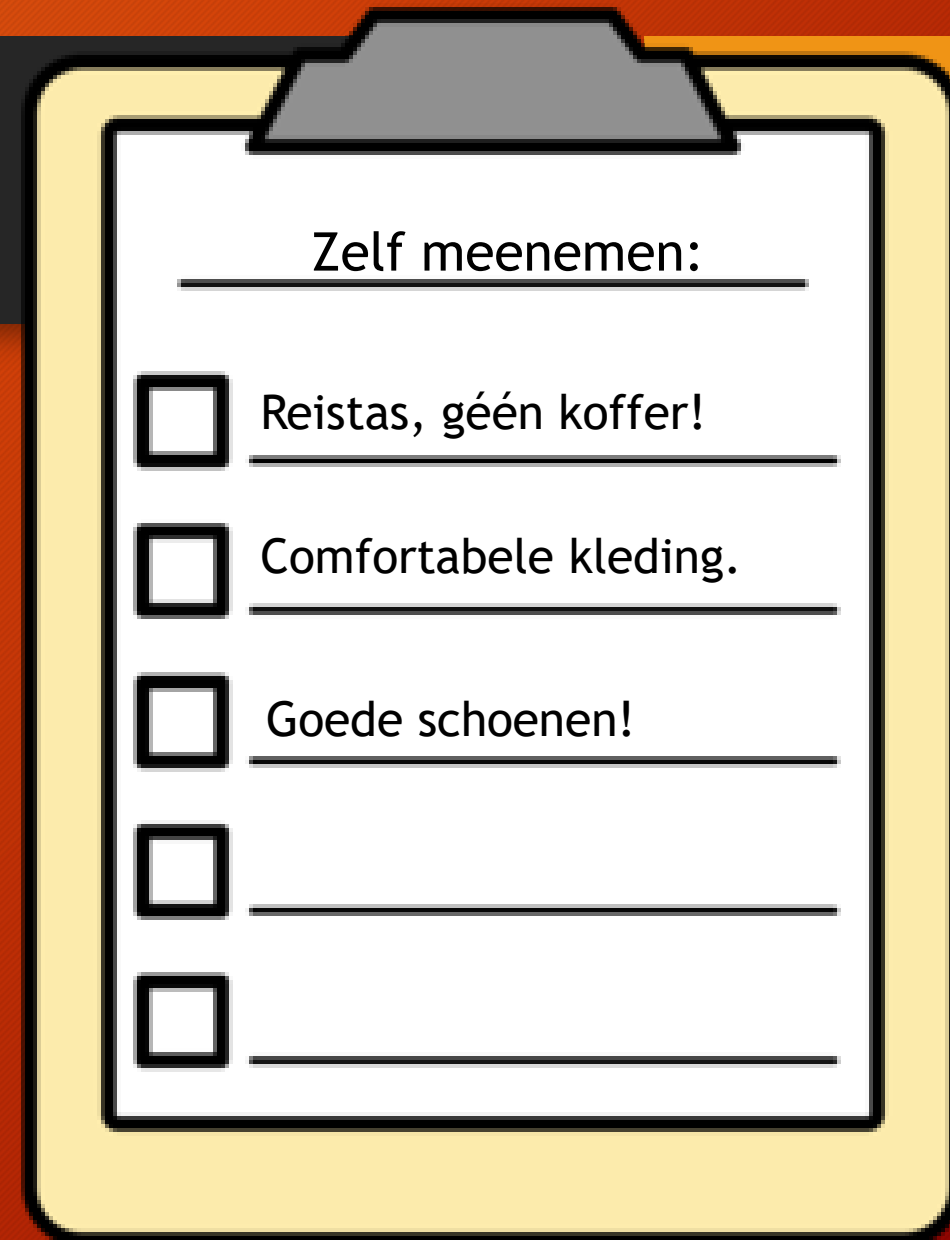 Zelf meenemen:
Reistas, géén koffer!
Comfortabele kleding.
Goede schoenen!